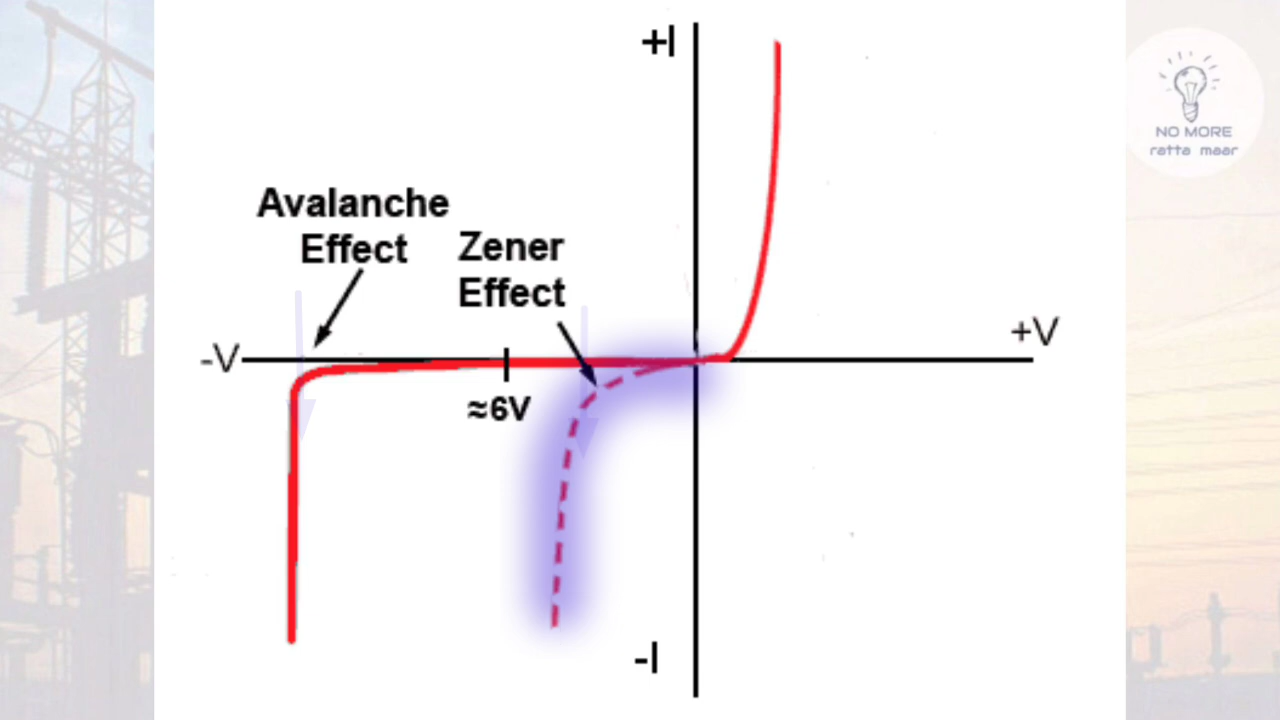 +I
NO MORE
ratta maar
Avalanche
Effect
Zener
Effect
-V
+V
≈6V
-I